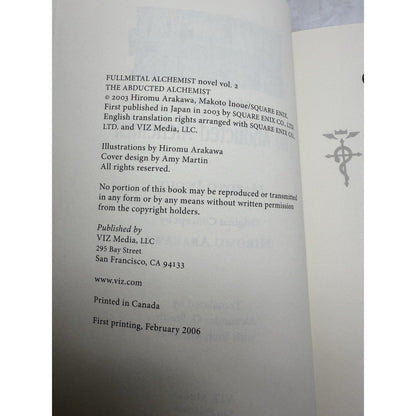 FULLMETAL ALCHEMIST novel vol. 2
THE ABDUCTED ALCHEMIST
© 2003 Hiromu Arakawa, Makoto Inoue/SQUARE ENIX.
First published in Japan in 2003 by SQUARE ENIX CO., LTD.
English translation rights arranged with SQUARE ENIX CO.,
LTD. and VIZ Media, LLC.
Illustrations by Hiromu Arakawa
Cover design by Amy Martin
All rights reserved.
No portion of this book may be reproduced or transmitted
in any form or by any means without written permission
from the copyright holders.
Published by
VIZ Media, LLC
295 Bay Street
San Francisco, CA 94133
www.viz.com
Printed in Canada
First printing, February 2006